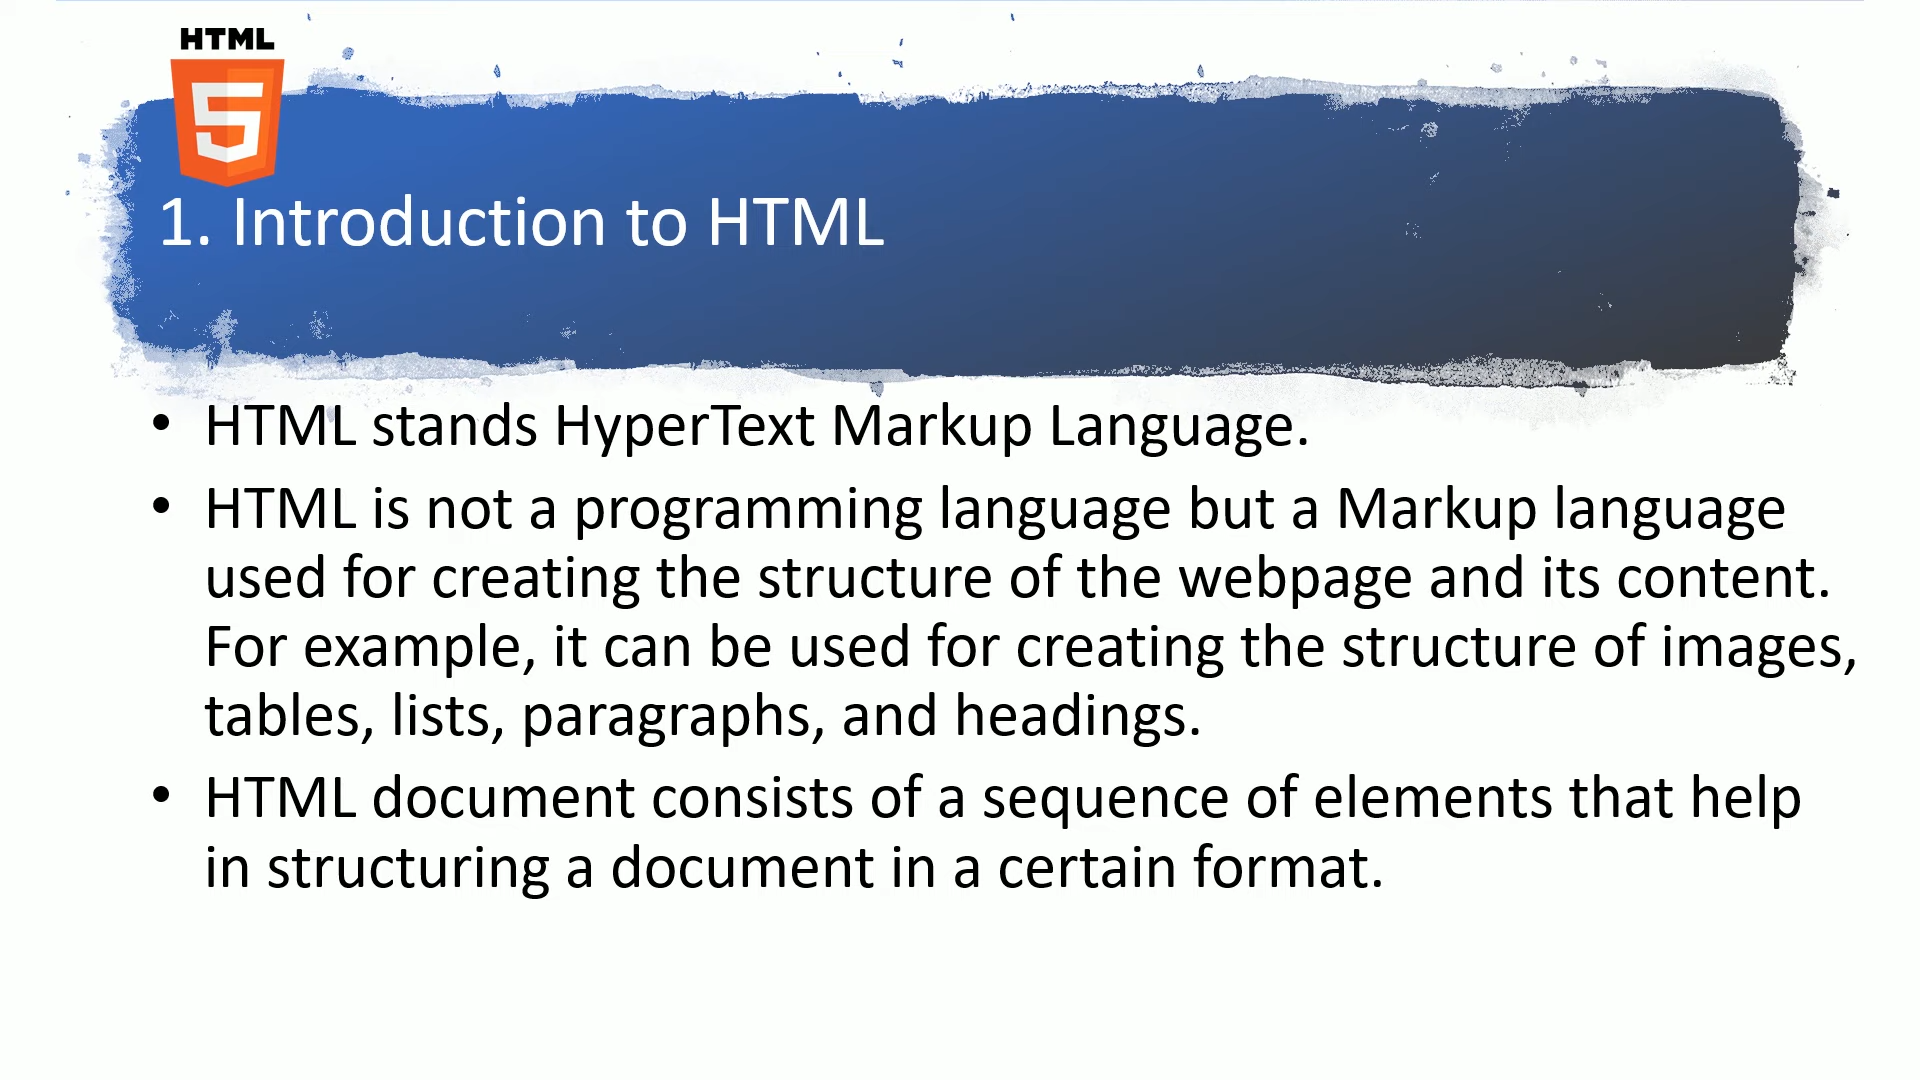 HTML
5
1. Introduction to HTML
• HTML stands HyperText Markup Language.
• HTML is not a programming language but a Markup language
used for creating the structure of the webpage and its content.
For example, it can be used for creating the structure of images,
tables, lists, paragraphs, and headings.
• HTML document consists of a sequence of elements that help
in structuring a document in a certain format.